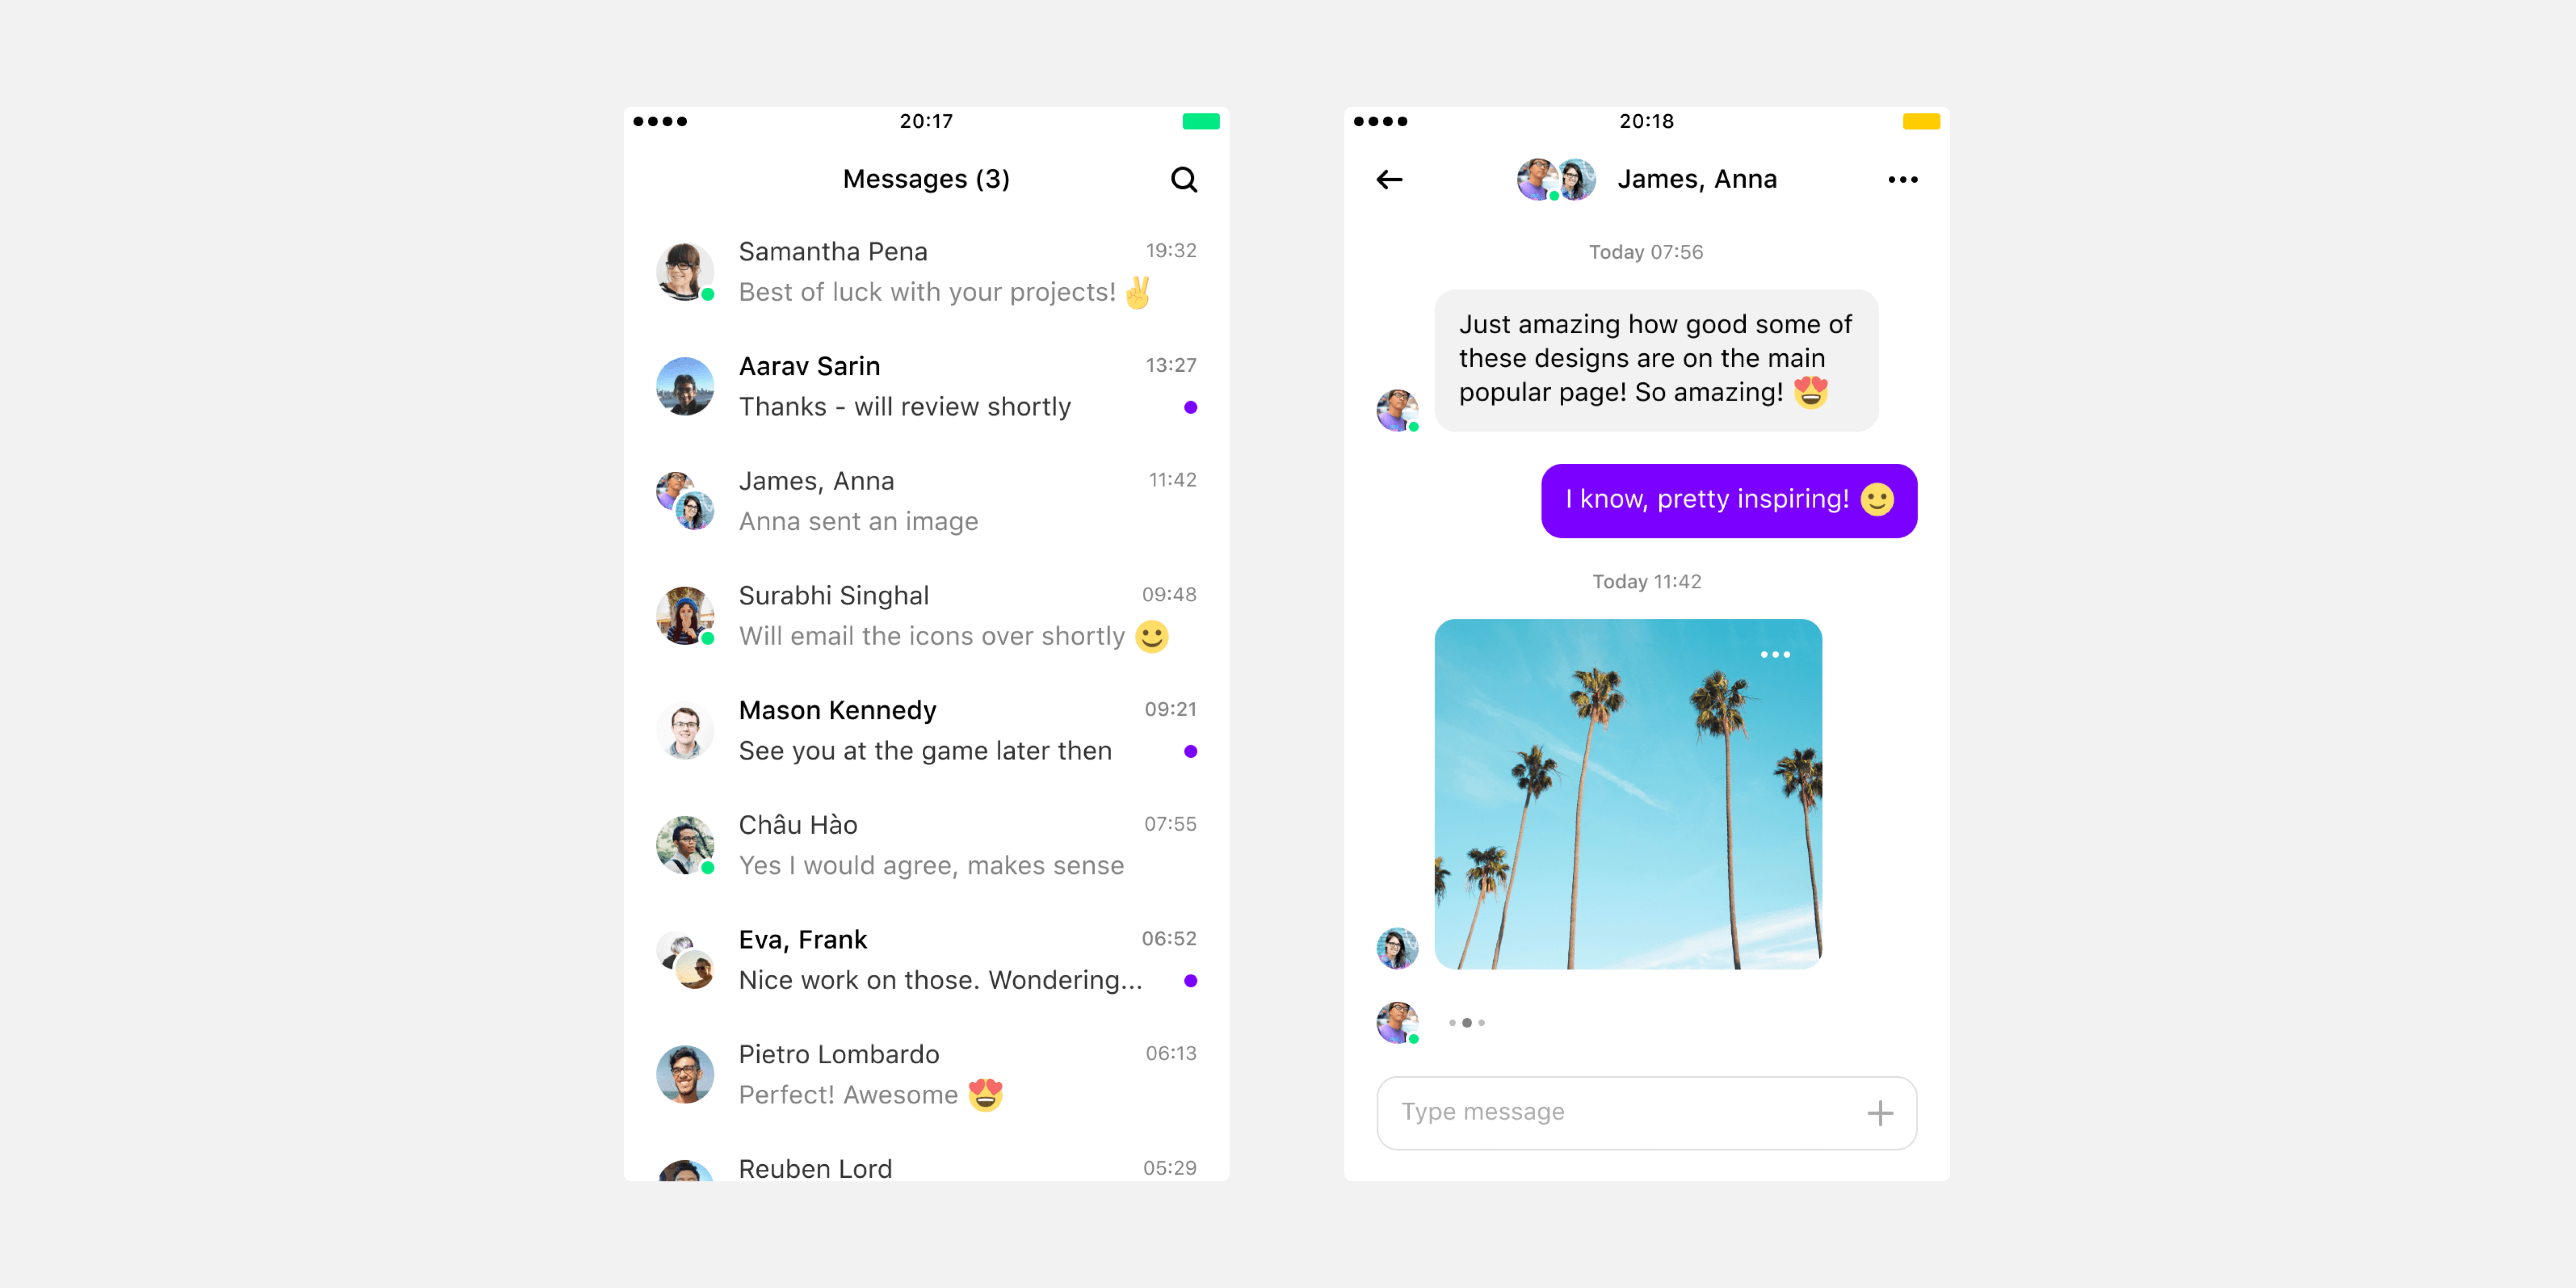 20:17
Messages (3)
Samantha Pena 19:32
Best of luck with your projects! ✌️
Aarav Sarin 13:27
Thanks - will review shortly
James, Anna 11:42
Anna sent an image
Surabhi Singhal 09:48
Will email the icons over shortly 🙂
Mason Kennedy 09:21
See you at the game later then
Châu Hào 07:55
Yes I would agree, makes sense
Eva, Frank 06:52
Nice work on those. Wondering...
Pietro Lombardo 06:13
Perfect! Awesome 😍
Reuben Lord 05:29
20:18
James, Anna
Today 07:56
Just amazing how good some of
these designs are on the main
popular page! So amazing! 😍
I know, pretty inspiring! 🙂
Today 11:42
Type message